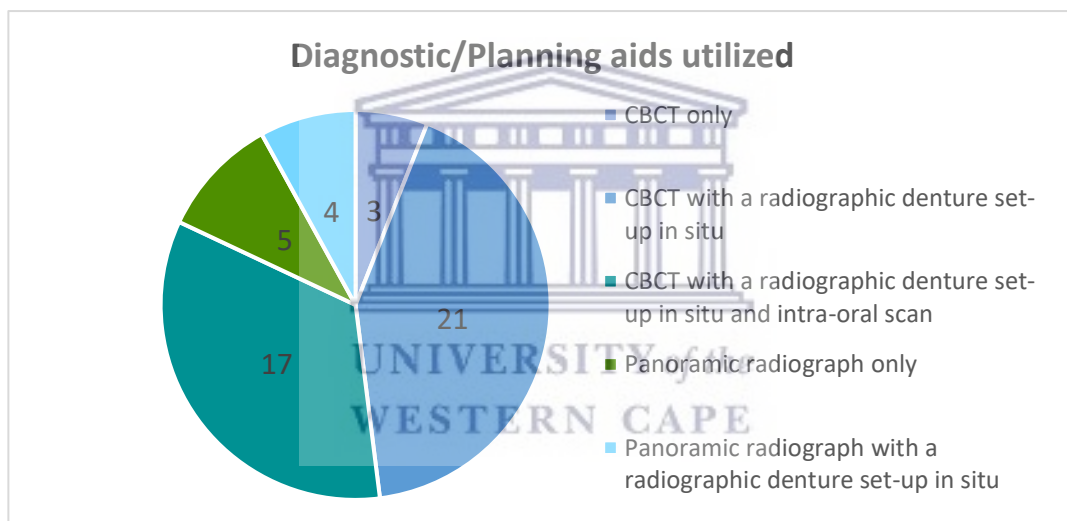 Diagnostic/Planning aids utilized
CBCT only
CBCT with a radiographic denture set-
up in situ
CBCT with a radiographic denture set-
up in situ and intra-oral scan
Panoramic radiograph only
Panoramic radiograph with a
radiographic denture set-up in situ
4
3
5
21
17
UNIVERSITY of the
WESTERN CAPE